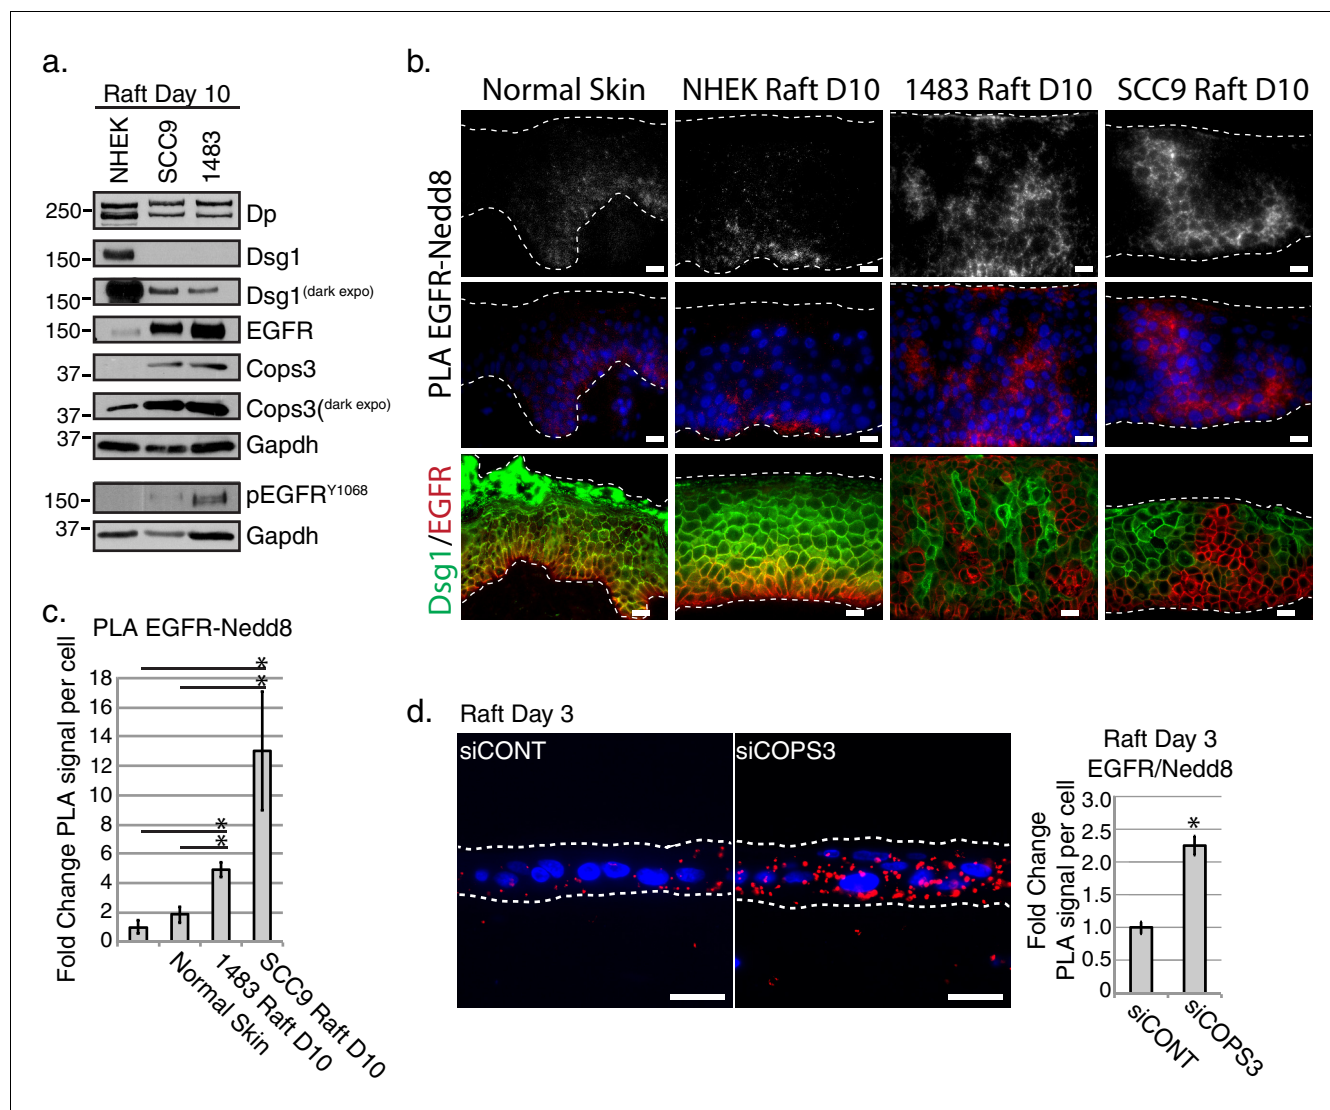 a.
Raft Day 10
NHEK
SCC9
1483
250
Dp
150
Dsg1
150
Dsg1(dark expo)
150
EGFR
37
Cops3
37
Cops3(dark expo)
37
Gapdh
150
pEGFRY1068
37
Gapdh
b.
Normal Skin
NHEK Raft D10
1483 Raft D10
SCC9 Raft D10
PLA EGFR-Nedd8
Dsg1/EGFR
c.
PLA EGFR-Nedd8
Fold Change PLA signal per cell
18
16
14
12
10
8
6
4
2
0
*
*
*
*
Normal Skin
1483 Raft D10
SCC9 Raft D10
d.
Raft Day 3
siCONT
siCOPS3
Raft Day 3
EGFR/Nedd8
Fold Change
PLA signal per cell
3.0
2.5
2.0
1.5
1.0
0.5
0
*
siCONT
siCOPS3